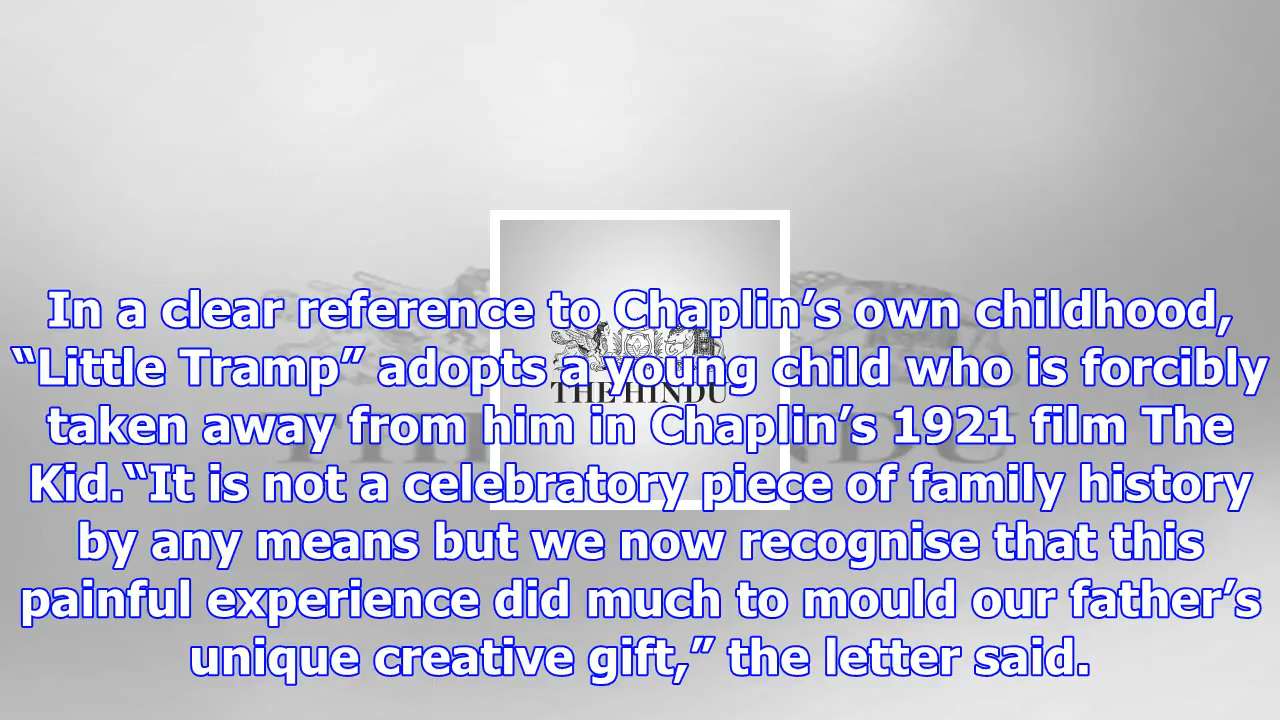 In a clear reference to Chaplin’s own childhood,
“Little Tramp” adopts a young child who is forcibly
THE HINDU
taken away from him in Chaplin’s 1921 film The
THE HINDU
Kid.“It is not a celebratory piece of family history
by any means but we now recognise that this
painful experience did much to mould our father’s
unique creative gift,” the letter said.